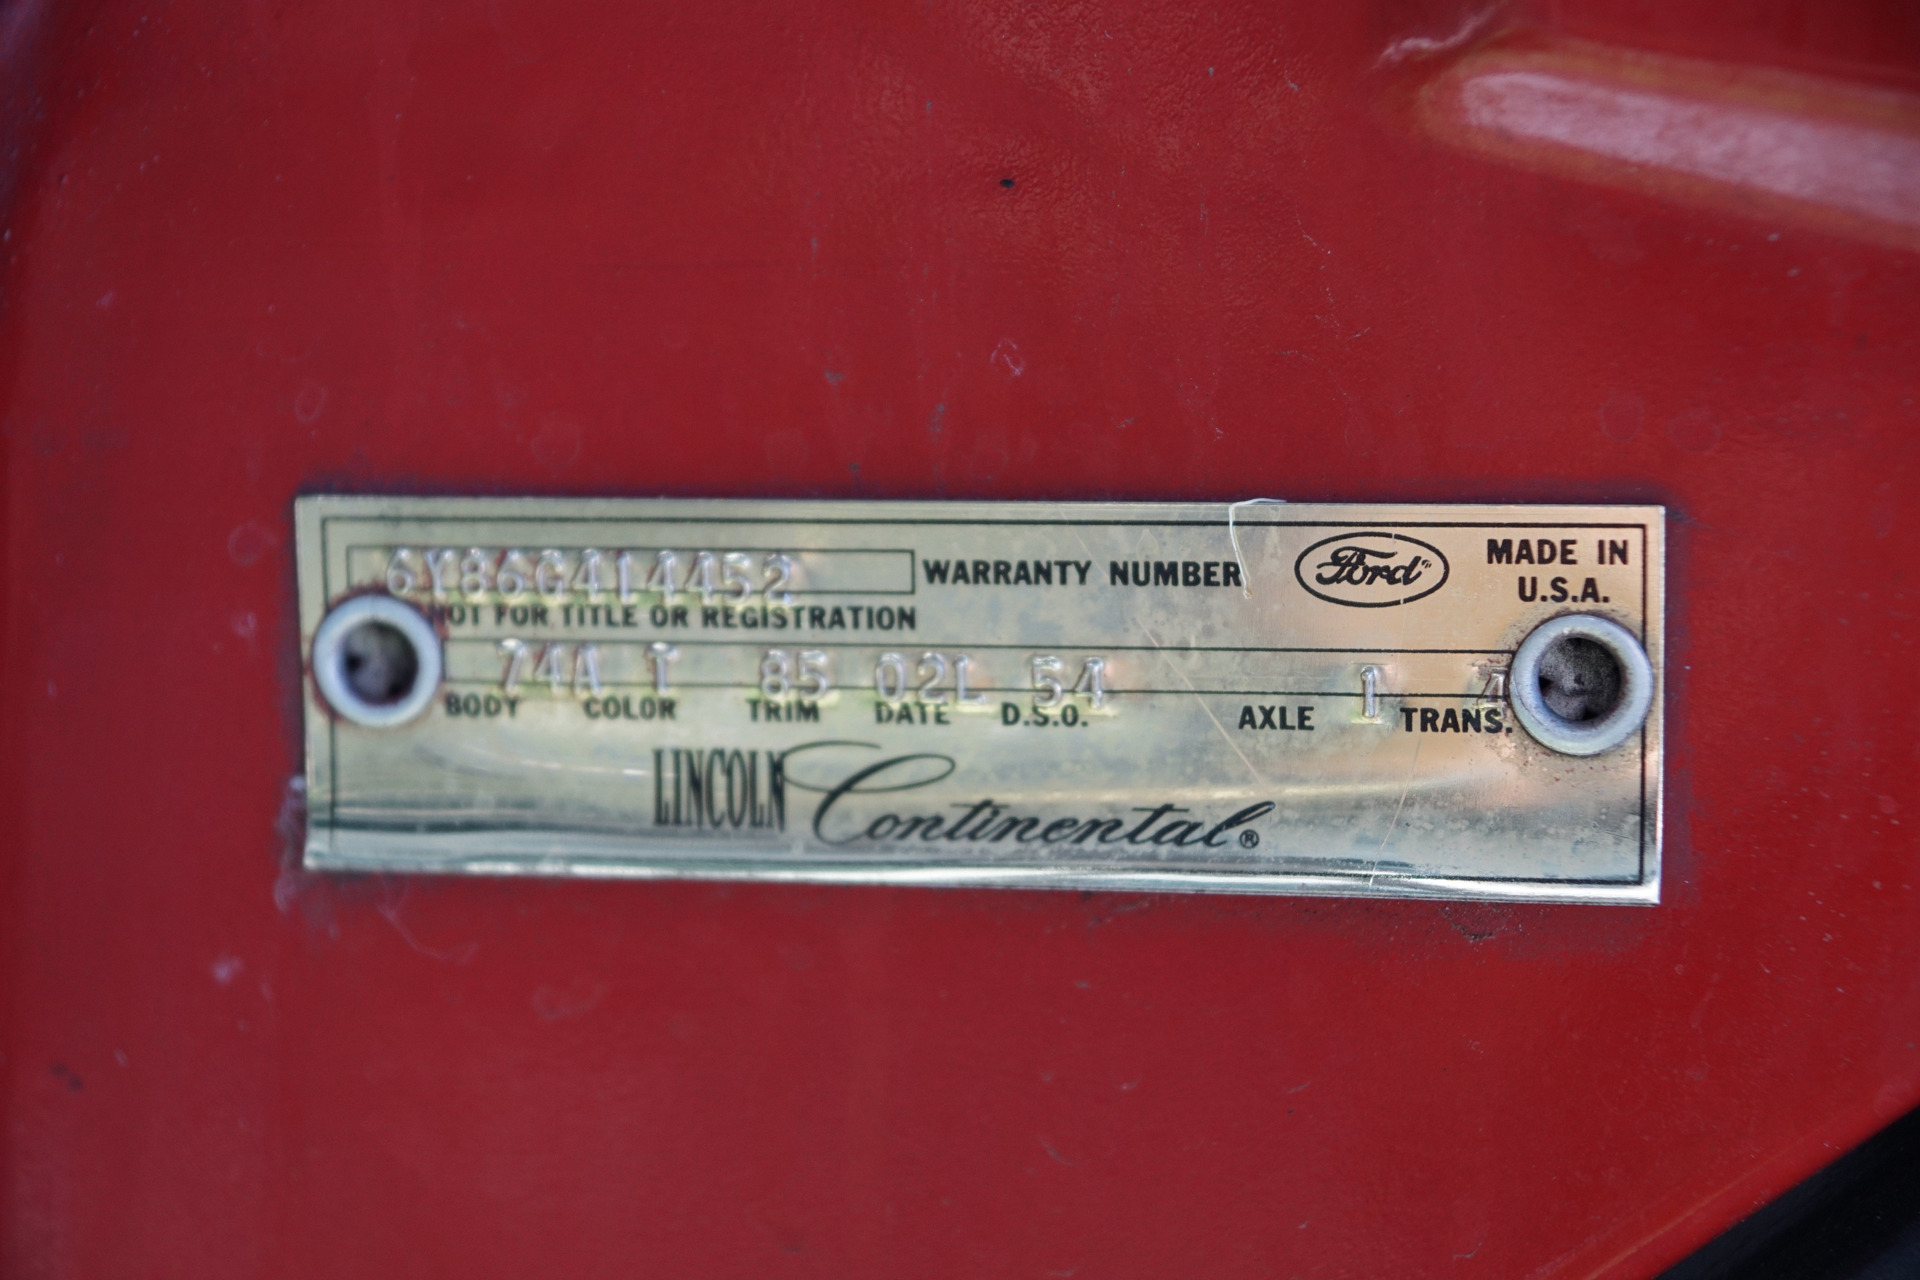 6Y86G414452 WARRANTY NUMBER Ford MADE IN
U.S.A.
NOT FOR TITLE OR REGISTRATION
74A T 85 02L 54 1 4
BODY COLOR TRIM DATE D.S.O. AXLE TRANS.
LINCOLN Continental®